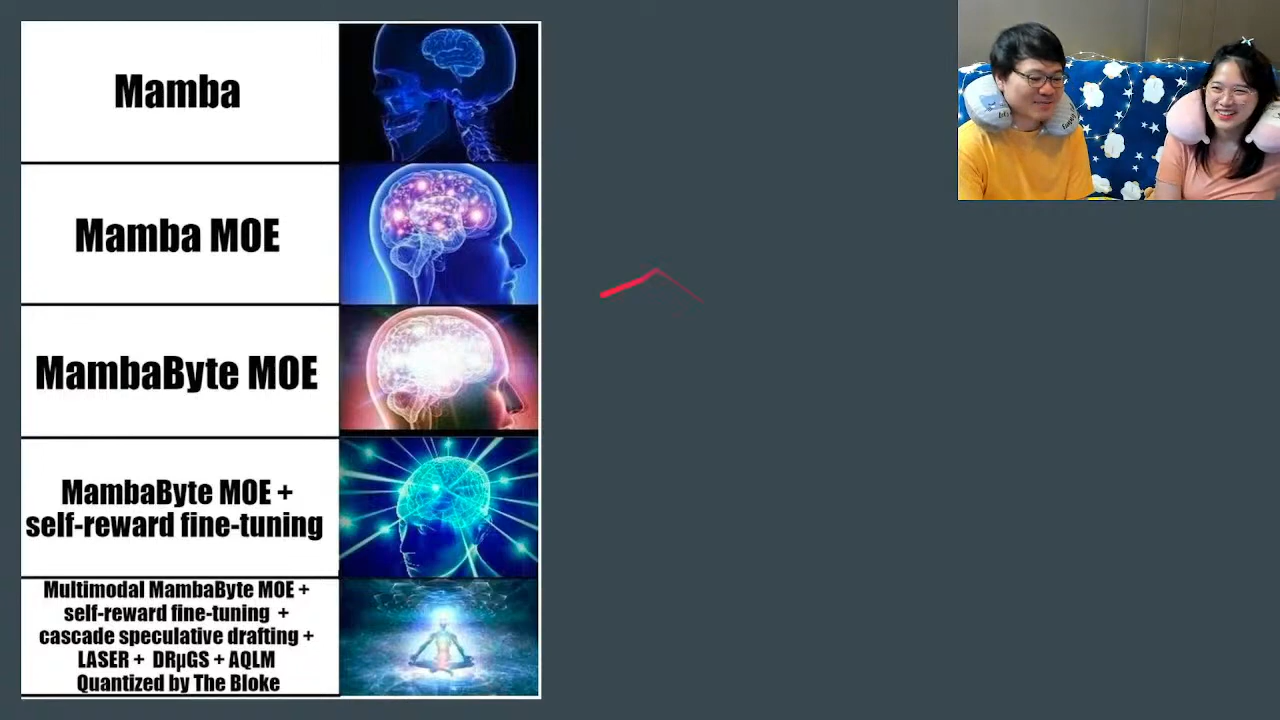 Mamba
Mamba MOE
MambaByte MOE
MambaByte MOE +
self-reward fine-tuning
Multimodal MambaByte MOE +
self-reward fine-tuning +
cascade speculative drafting +
LASER + DRµGS + AQLM
Quantized by The Bloke